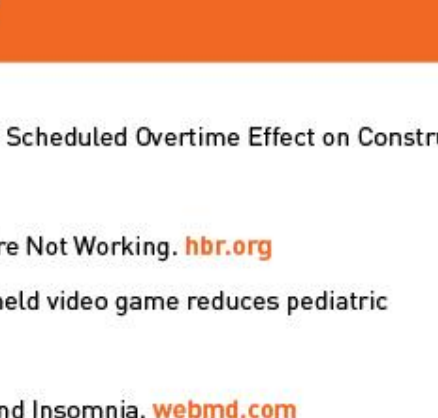 Scheduled Overtime Effect on Constru
re Not Working. hbr.org
held video game reduces pediatric
nd Insomnia. webmd.com